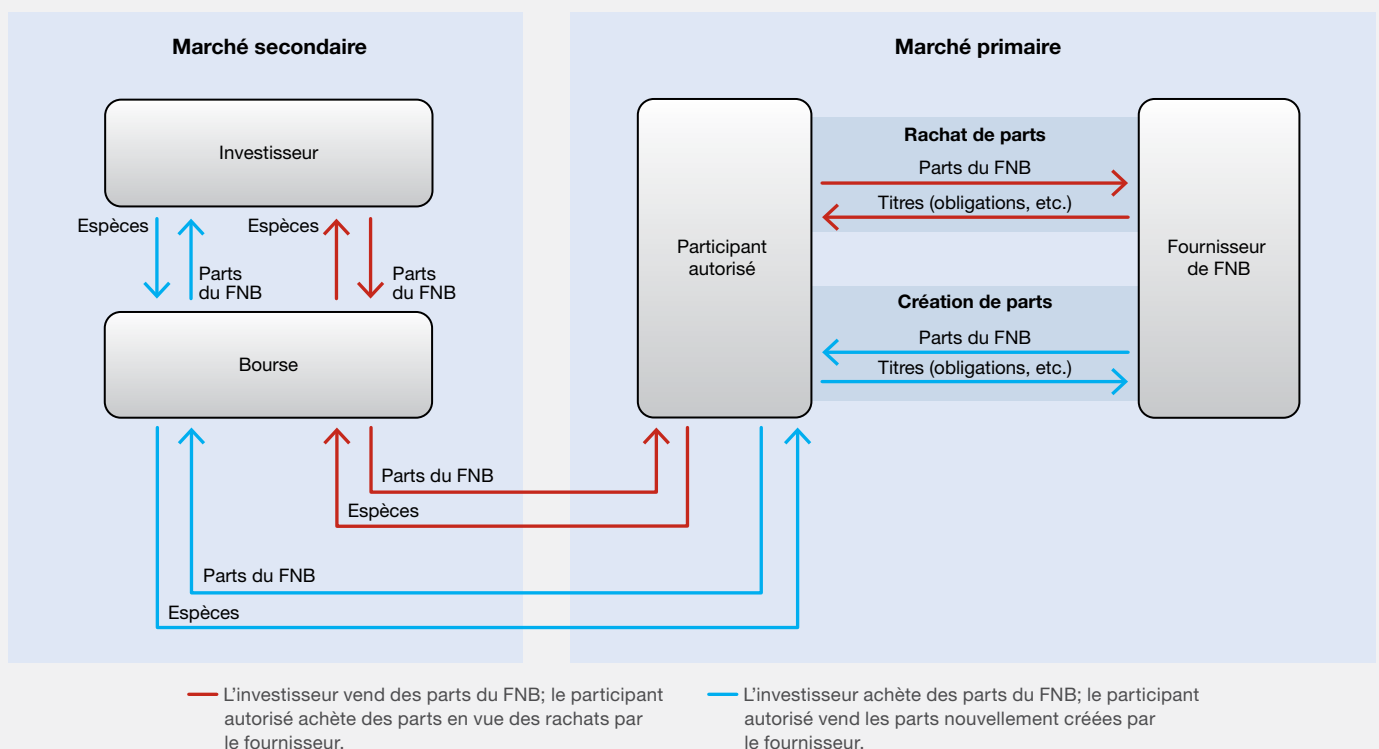 Marché secondaire
Marché primaire
Investisseur
Espèces
Parts
du FNB
Espèces
Parts
du FNB
Bourse
Participant
autorisé
Rachat de parts
Parts du FNB
Titres (obligations, etc.)
Création de parts
Parts du FNB
Titres (obligations, etc.)
Fournisseur
de FNB
Parts du FNB
Espèces
Parts du FNB
Espèces
L’investisseur vend des parts du FNB; le participant
autorisé achète des parts en vue des rachats par
le fournisseur.
L’investisseur achète des parts du FNB; le participant
autorisé vend les parts nouvellement créées par
le fournisseur.